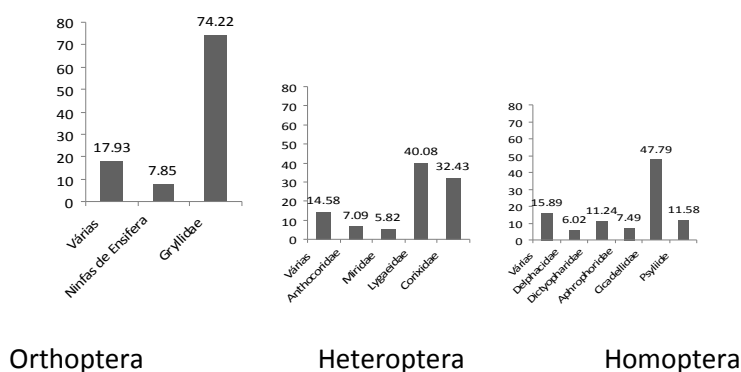 80
70
60
50
40
30
20
10
0
17.93
7.85
74.22
Várias
Ninfas de Ensifera
Gryllidae
Orthoptera
80
70
60
50
40
30
20
10
0
14.58
7.09
5.82
40.08
32.43
Várias
Anthocoridae
Miridae
Lygaeidae
Corixidae
Heteroptera
80
70
60
50
40
30
20
10
0
15.89
6.02
11.24
7.49
47.79
11.58
Várias
Delphacidae
Dictyopharidae
Aphrophoridae
Cicadellidae
Psyllide
Homoptera